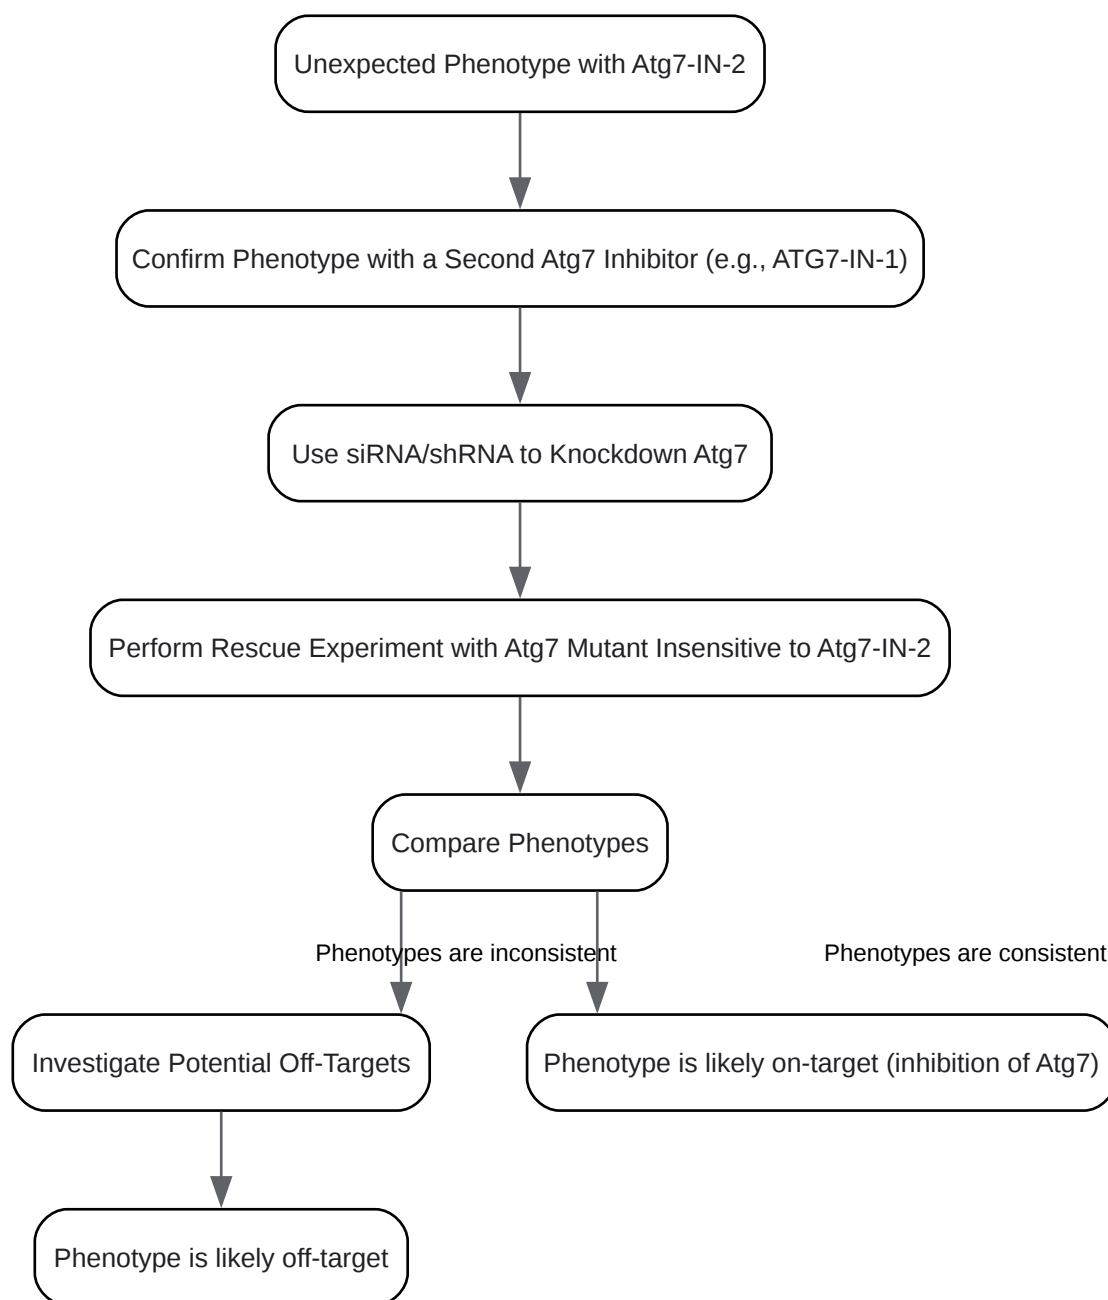 Unexpected Phenotype with Atg7-IN-2
Confirm Phenotype with a Second Atg7 Inhibitor (e.g., ATG7-IN-1)
Use siRNA/shRNA to Knockdown Atg7
Perform Rescue Experiment with Atg7 Mutant Insensitive to Atg7-IN-2
Compare Phenotypes
Phenotypes are inconsistent
Phenotypes are consistent
Investigate Potential Off-Targets
Phenotype is likely on-target (inhibition of Atg7)
Phenotype is likely off-target